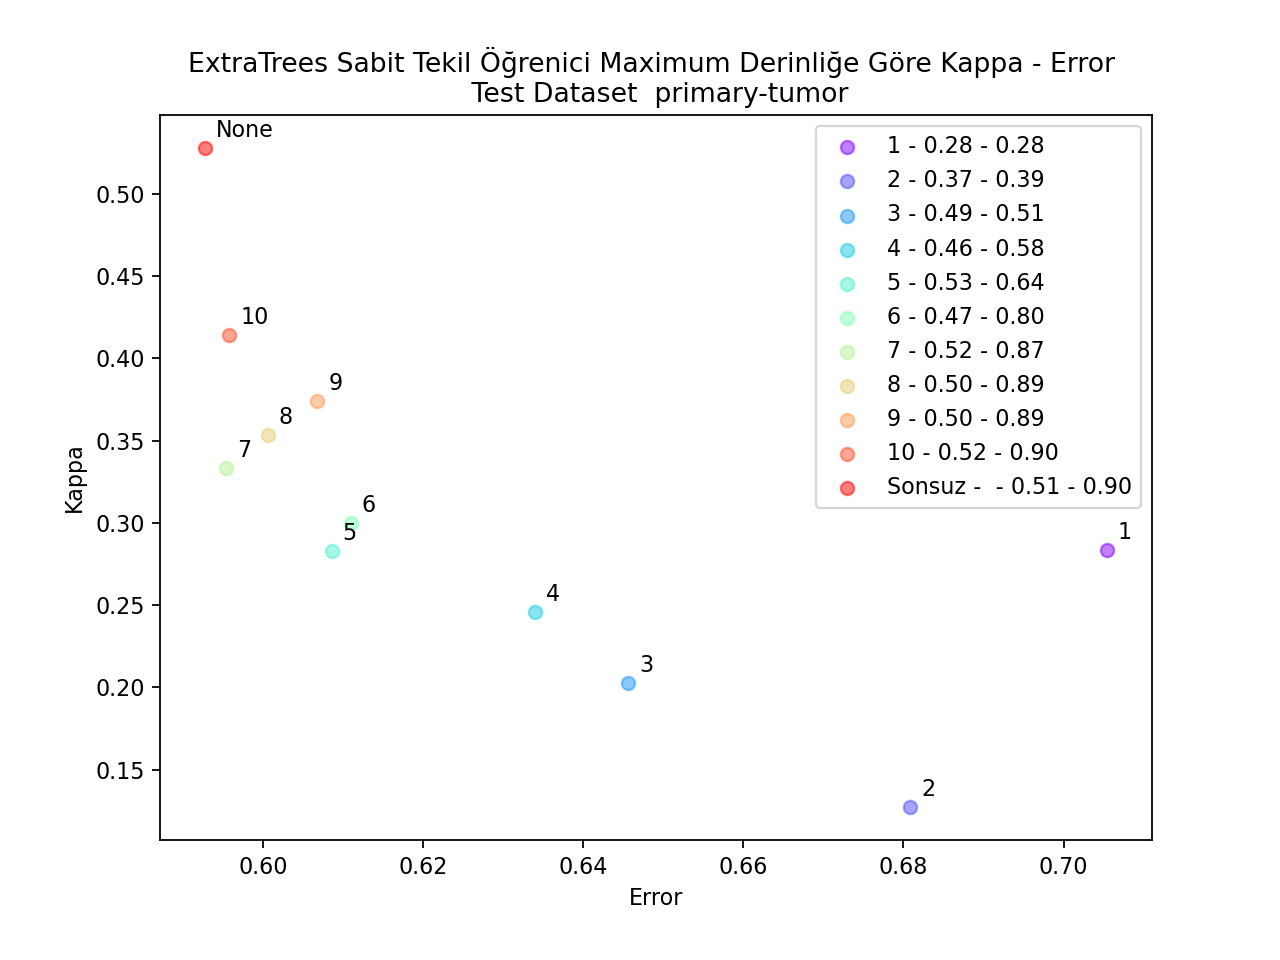 ExtraTrees Sabit Tekil Öğrenici Maximum Derinliğe Göre Kappa - Error
Test Dataset  primary-tumor
None
10
9
8
7
6
5
4
3
2
1
1 - 0.28 - 0.28
2 - 0.37 - 0.39
3 - 0.49 - 0.51
4 - 0.46 - 0.58
5 - 0.53 - 0.64
6 - 0.47 - 0.80
7 - 0.52 - 0.87
8 - 0.50 - 0.89
9 - 0.50 - 0.89
10 - 0.52 - 0.90
Sonsuz -  - 0.51 - 0.90
0.50
0.45
0.40
0.35
0.30
0.25
0.20
0.15
Kappa
0.60 0.62 0.64 0.66 0.68 0.70
Error